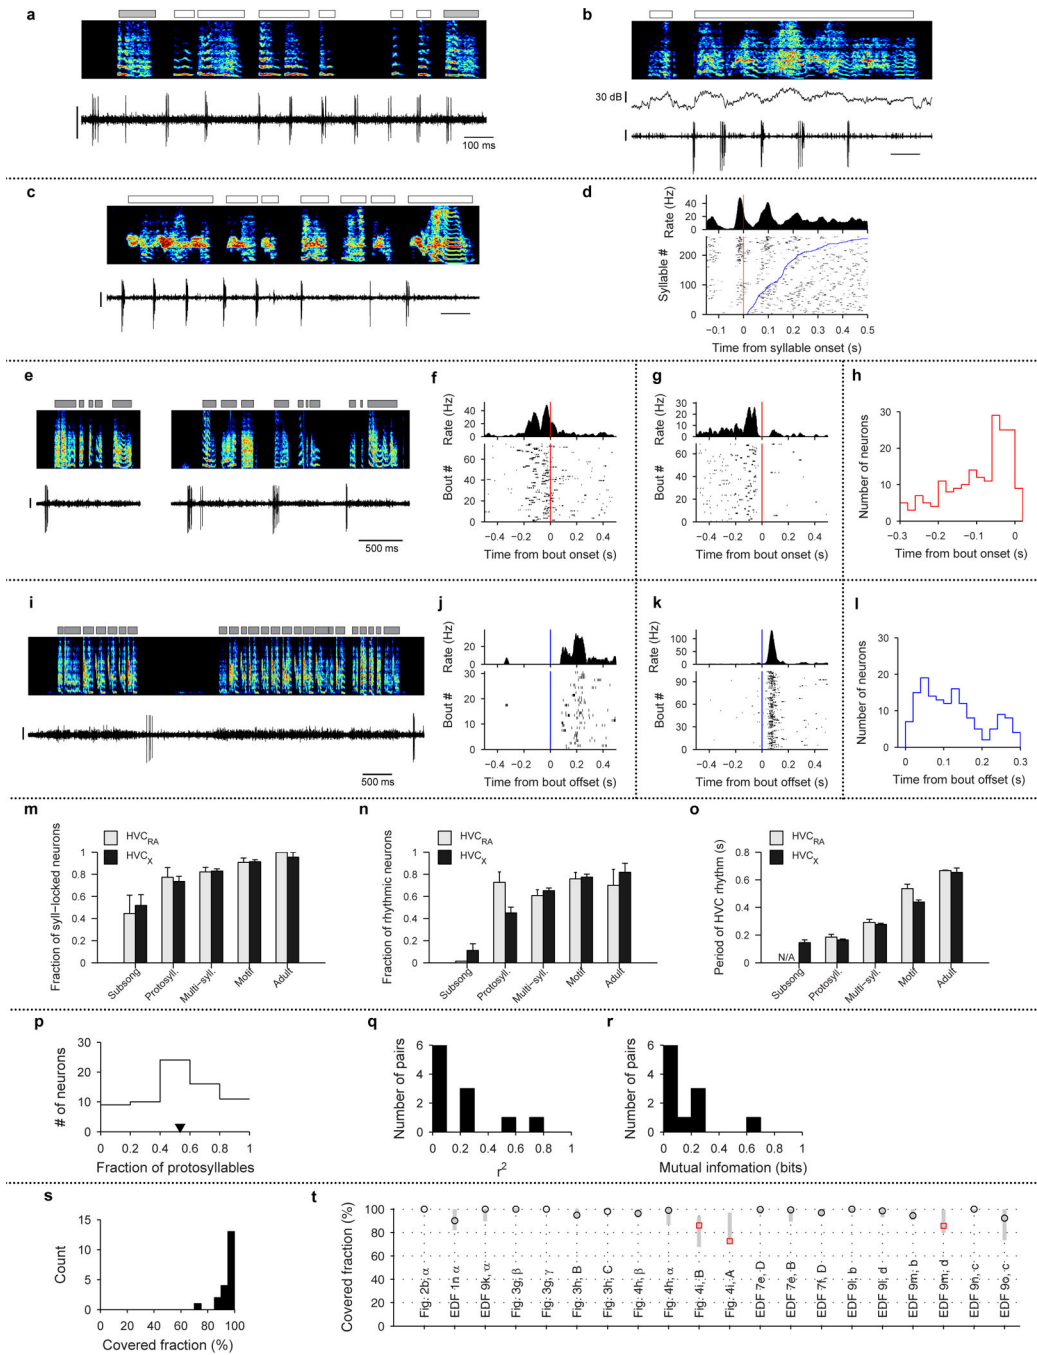 a
100 ms
b
30 dB
c
d
Rate (Hz)
40
20
0
Syllable #
200
100
0
0 0.1 0.2 0.3 0.4 0.5
Time from syllable onset (s)
e
500 ms
f
Rate (Hz)
40
20
0
Bout #
60
40
20
0
−0.4 −0.2 0 0.2 0.4
Time from bout onset (s)
g
Rate (Hz)
30
20
10
0
Bout #
60
40
20
0
−0.4 −0.2 0 0.2 0.4
Time from bout onset (s)
h
Number of neurons
30
20
10
0
−0.3 −0.2 −0.1 0
Time from bout onset (s)
i
500 ms
j
Rate (Hz)
20
0
Bout #
30
20
10
0
−0.4 −0.2 0 0.2 0.4
Time from bout offset (s)
k
Rate (Hz)
100
50
0
Bout #
90
60
30
0
−0.4 −0.2 0 0.2 0.4
Time from bout offset (s)
l
Number of neurons
30
20
10
0
0 0.1 0.2 0.3
Time from bout offset (s)
m
HVC RA
HVC X
Fraction of syll−locked neurons
1
0.8
0.6
0.4
0.2
0
Subsong
Protosyll.
Multi−syll.
Motif
Adult
n
HVC RA
HVC X
Fraction of rhythmic neurons
1
0.8
0.6
0.4
0.2
0
Subsong
Protosyll.
Multi−syll.
Motif
Adult
o
HVC RA
HVC X
Period of HVC rhythm (s)
0.8
0.6
0.4
0.2
0
N/A
Subsong
Protosyll.
Multi−syll.
Motif
Adult
p
# of neurons
30
20
10
0
0 0.2 0.4 0.6 0.8 1
Fraction of protosyllables
q
Number of pairs
6
4
2
0
0 0.2 0.4 0.6 0.8 1
r²
r
Number of pairs
6
4
2
0
0 0.2 0.4 0.6 0.8 1
Mutual infomation (bits)
s
Count
15
10
5
0
0 20 40 60 80 100
Covered fraction (%)
t
Covered fraction (%)
100
80
60
40
20
0
Fig. 2b, α
EDF 1n α
EDF 9k, α
Fig. 3g, β
Fig. 3g, γ
Fig. 3h, B
Fig. 3h, C
Fig. 4h, β
Fig. 4h, α
Fig. 4i, B
Fig. 4i, A
EDF 7e, D
EDF 7e, B
EDF 7f, D
EDF 9l; b
EDF 9l; d
EDF 9m; b
EDF 9m; d
EDF 9n, c
EDF 9o, c